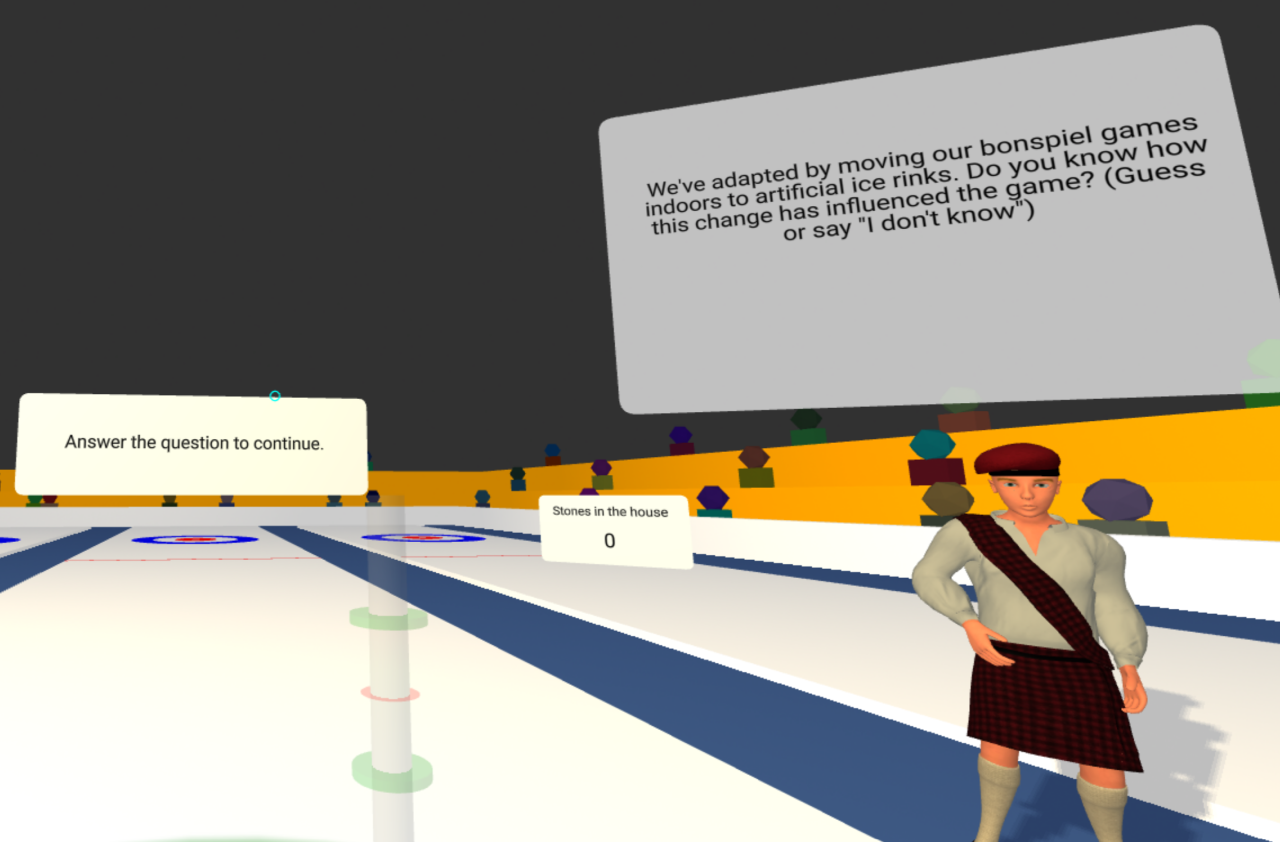 We've adapted by moving our bonspiel games
indoors to artificial ice rinks. Do you know how
this change has influenced the game? (Guess
or say "I don't know")
Answer the question to continue.
Stones in the house
0